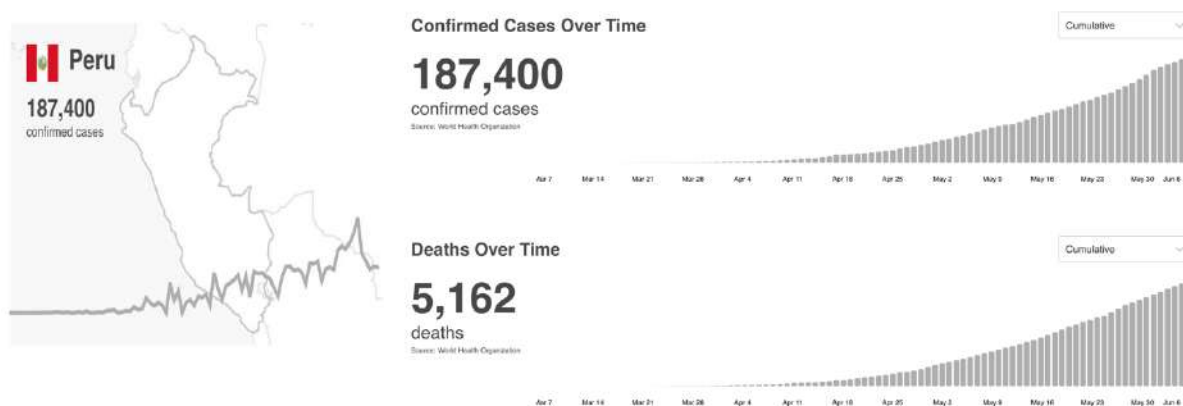 Peru
187,400
confirmed cases
Confirmed Cases Over Time
Cumulative
187,400
confirmed cases
Source: World Health Organization
Mar 14 Mar 21 Mar 28 Apr 4 Apr 11 Apr 18 Apr 25 May 2 May 9 May 16 May 23 May 30 Jun 6
Deaths Over Time
Cumulative
5,162
deaths
Source: World Health Organization
Mar 14 Mar 21 Mar 28 Apr 4 Apr 11 Apr 18 Apr 25 May 2 May 9 May 16 May 23 May 30 Jun 6